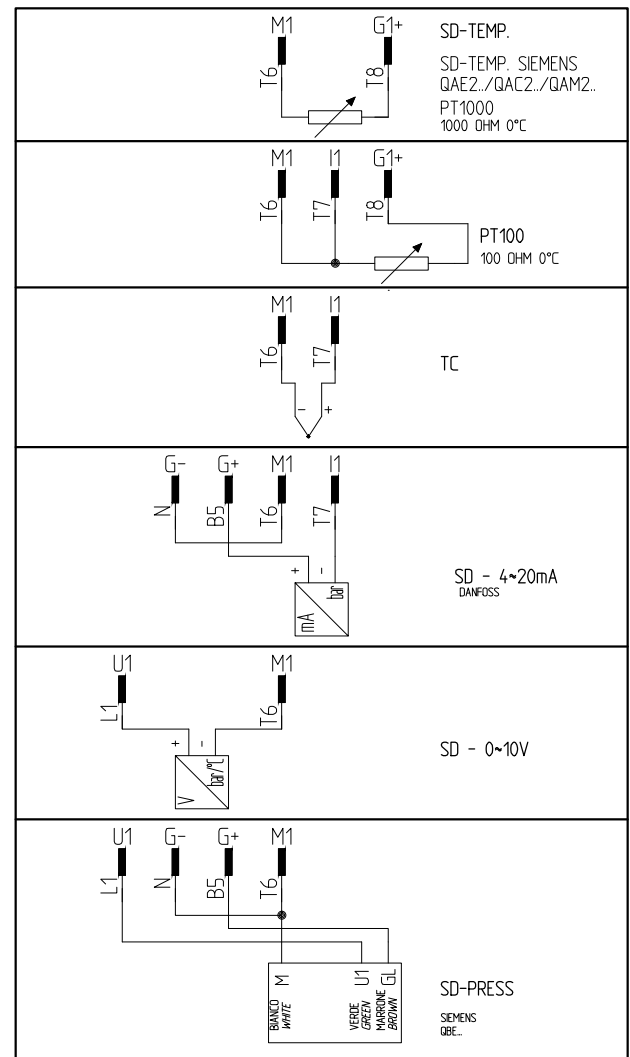 M1 G1+
T6 T8
SD-TEMP.
SD-TEMP. SIEMENS
QAE2../QAC2../QAM2..
PT1000
1000 OHM 0°C
M1 I1 G1+
T6 T7 T8
PT100
100 OHM 0°C
M1 I1
T6 T7
- +
TC
G- G+ M1 I1
N B5 T6 T7
+ -
mA bar
SD - 4~20mA
DANFOSS
U1 M1
L1 T6
+ -
V bar/°C
SD - 0~10V
U1 G- G+ M1
L1 N B5 T6
M U1 GL
BIANCO
WHITE
VERDE
GREEN
MARRONE
BROWN
SD-PRESS
SIEMENS
QBE...